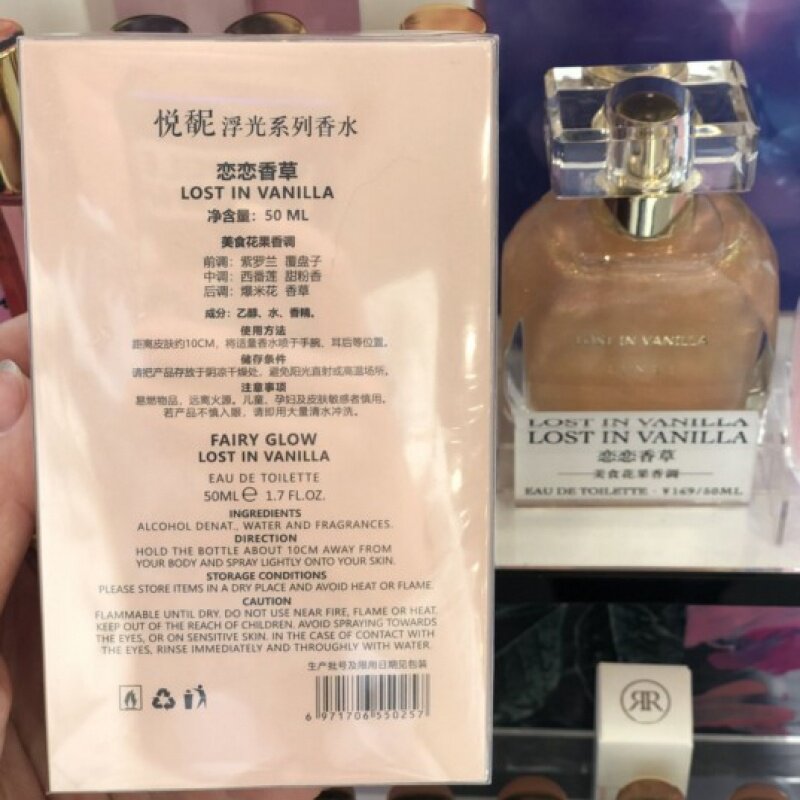 悦馜 浮光系列香水
恋恋香草
LOST IN VANILLA
净含量：50 ML
美食花果香调
前调：紫罗兰 覆盘子
中调：西番莲 甜粉香
后调：爆米花 香草
成分：乙醇、水、香精。
使用方法
距离皮肤约10CM，将适量香水喷于手腕、耳后等位置。
储存条件
请把产品存放于阴凉干燥处，避免阳光直射或高温场所。
注意事项
易燃物品，远离火源。儿童、孕妇及皮肤敏感者慎用。
若产品不慎入眼，请即用大量清水冲洗。
FAIRY GLOW
LOST IN VANILLA
EAU DE TOILETTE
50ML ℮ 1.7 FL.OZ.
INGREDIENTS
ALCOHOL DENAT., WATER AND FRAGRANCES.
DIRECTION
HOLD THE BOTTLE ABOUT 10CM AWAY FROM
YOUR BODY AND SPRAY LIGHTLY ONTO YOUR SKIN.
STORAGE CONDITIONS
PLEASE STORE ITEMS IN A DRY PLACE AND AVOID HEAT OR FLAME.
CAUTION
FLAMMABLE UNTIL DRY. DO NOT USE NEAR FIRE, FLAME OR HEAT.
KEEP OUT OF THE REACH OF CHILDREN. AVOID SPRAYING TOWARDS
THE EYES, OR ON SENSITIVE SKIN. IN THE CASE OF CONTACT WITH
THE EYES, RINSE IMMEDIATELY AND THROUGHLY WITH WATER.
生产批号及限用日期见包装
6 971706 550257
LOST IN VANILLA
LOST IN VANILLA
LOST IN VANILLA
恋恋香草
美食花果香调
EAU DE TOILETTE · ¥169/50ML